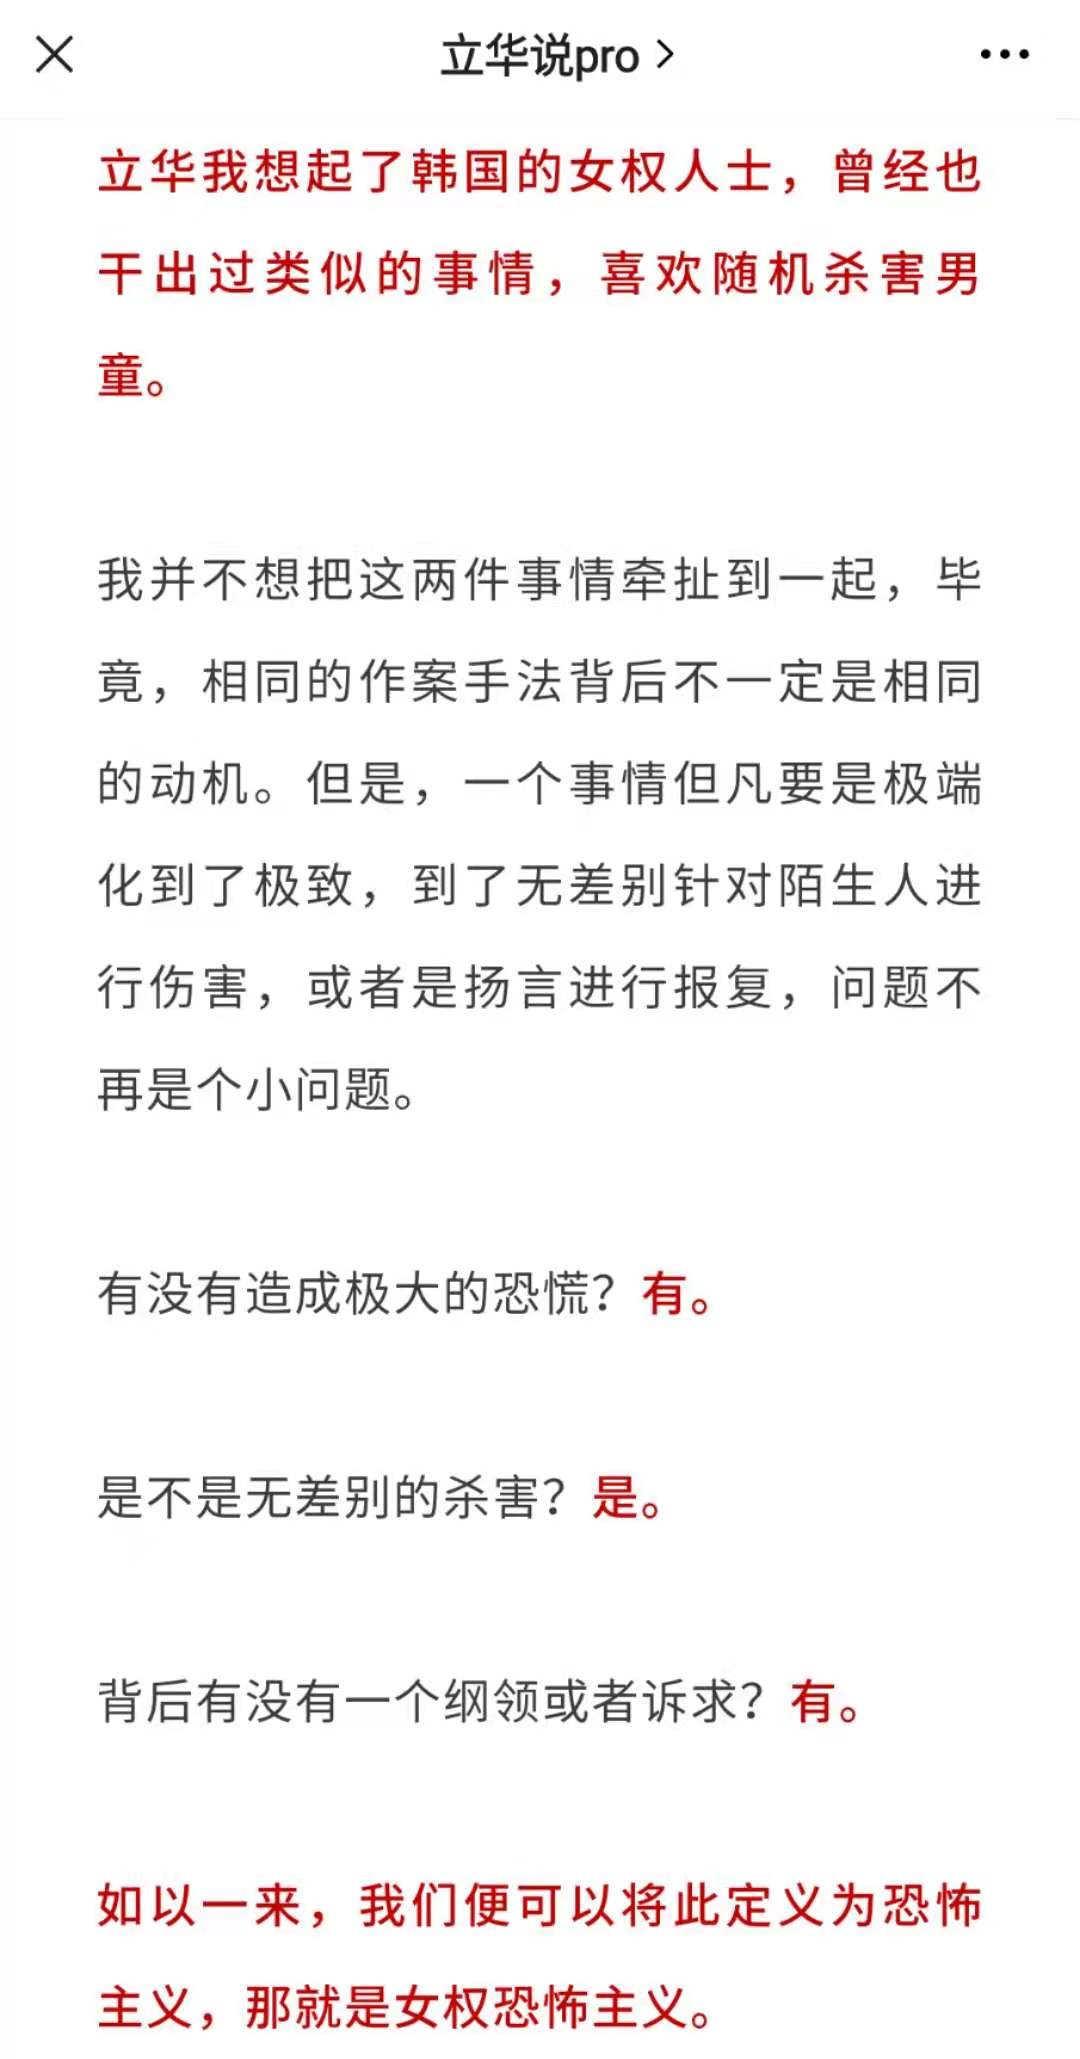 立华说pro
立华我想起了韩国的女权人士，曾经也
干出过类似的事情，喜欢随机杀害男
童。
我并不想把这两件事情牵扯到一起，毕
竟，相同的作案手法背后不一定是相同
的动机。但是，一个事情但凡要是极端
化到了极致，到了无差别针对陌生人进
行伤害，或者是扬言进行报复，问题不
再是个小问题。
有没有造成极大的恐慌？有。
是不是无差别的杀害？是。
背后有没有一个纲领或者诉求？有。
如以一来，我们便可以将此定义为恐怖
主义，那就是女权恐怖主义。